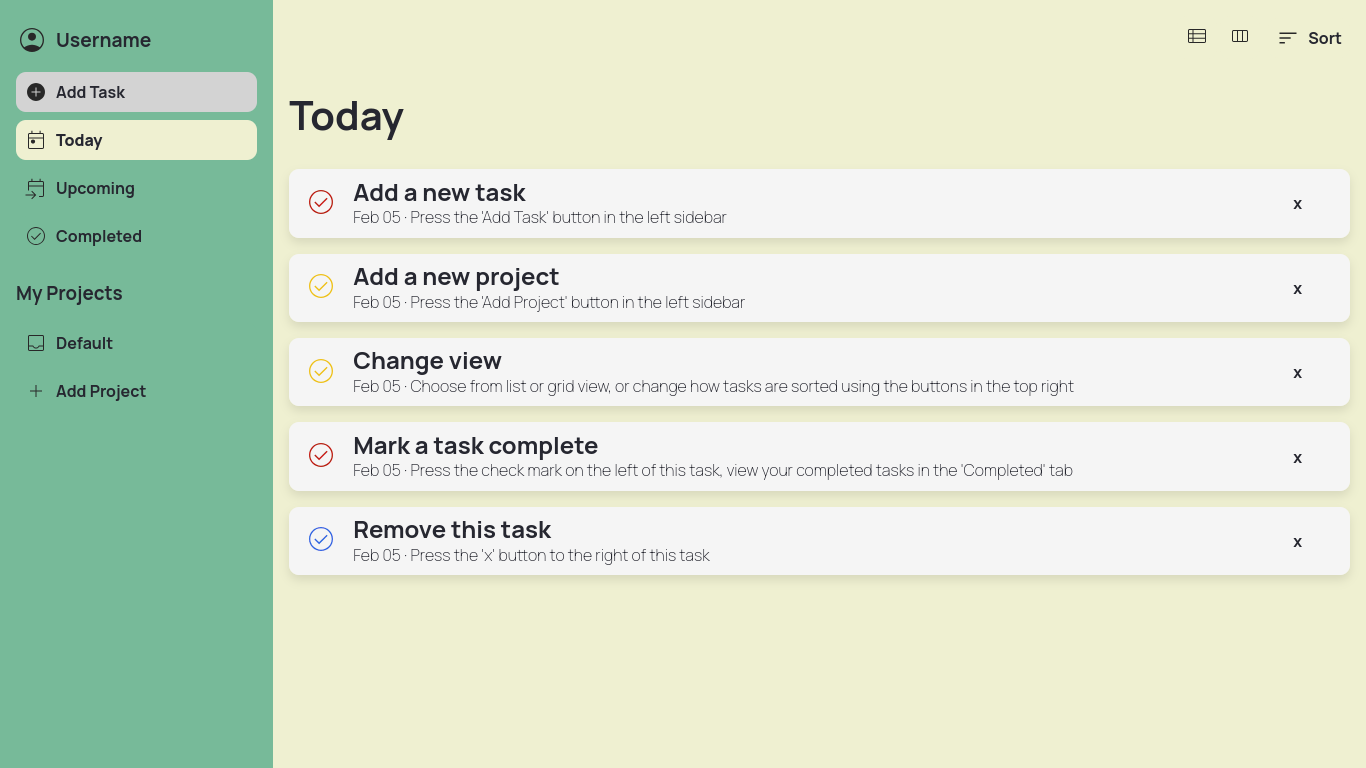 Username
Add Task
Today
Upcoming
Completed
My Projects
Default
Add Project
Sort
Today
Add a new task
Feb 05 · Press the 'Add Task' button in the left sidebar
x
Add a new project
Feb 05 · Press the 'Add Project' button in the left sidebar
x
Change view
Feb 05 · Choose from list or grid view, or change how tasks are sorted using the buttons in the top right
x
Mark a task complete
Feb 05 · Press the check mark on the left of this task, view your completed tasks in the 'Completed' tab
x
Remove this task
Feb 05 · Press the 'x' button to the right of this task
x